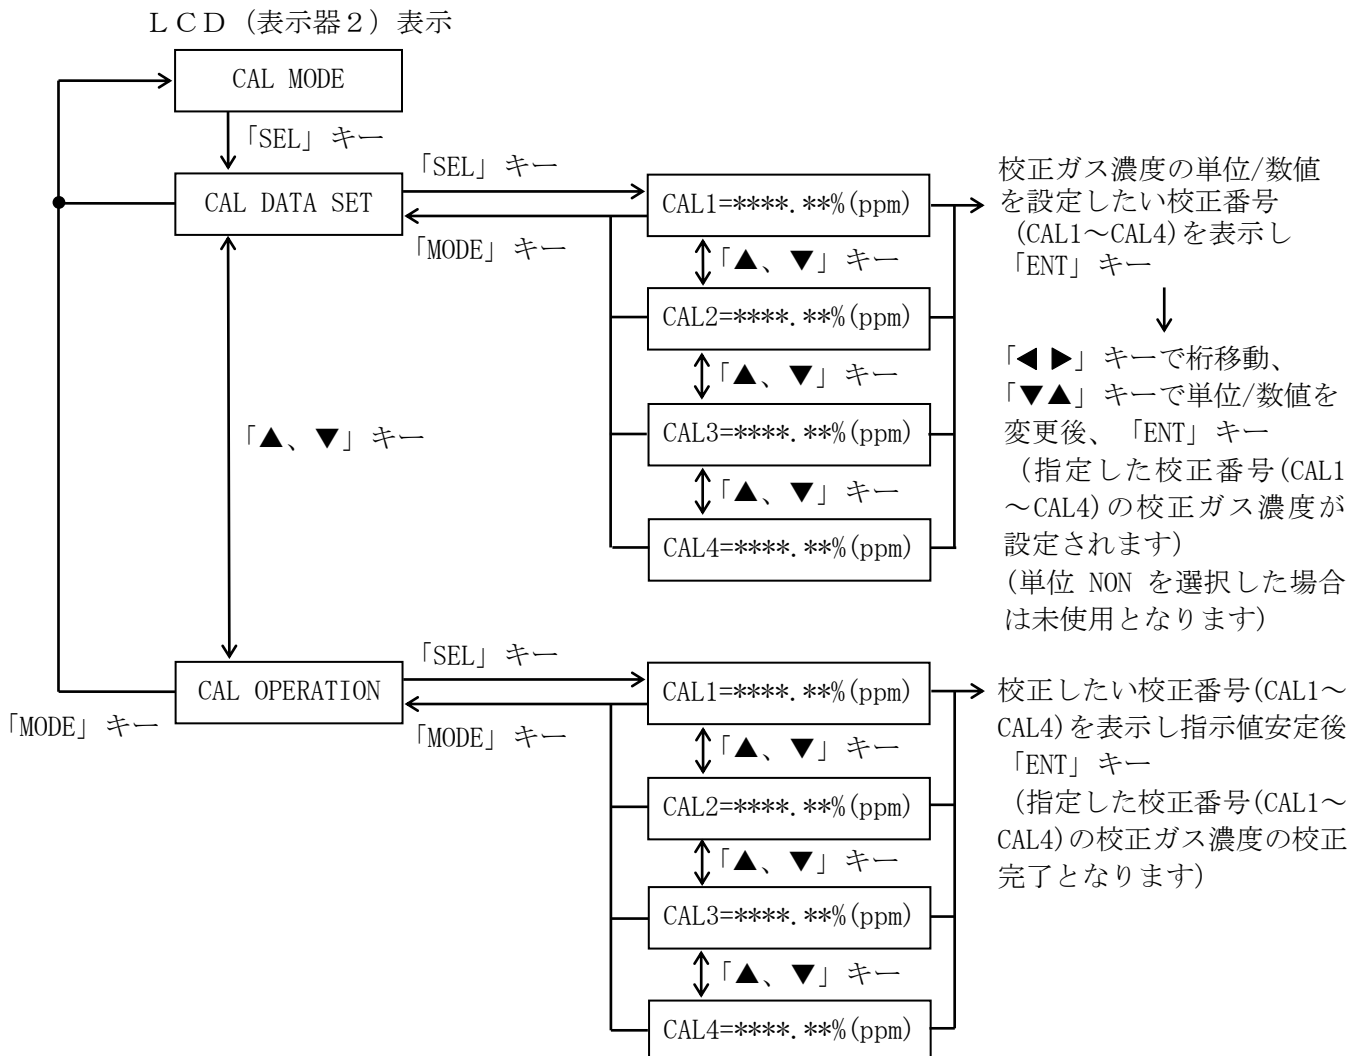 ＬＣＤ（表示器２）表示
CAL MODE
「SEL」キー
CAL DATA SET
「SEL」キー
「MODE」キー
CAL1=****.**%(ppm)
「▲、▼」キー
CAL2=****.**%(ppm)
「▲、▼」キー
CAL3=****.**%(ppm)
「▲、▼」キー
CAL4=****.**%(ppm)
校正ガス濃度の単位/数値
を設定したい校正番号
(CAL1～CAL4)を表示し
「ENT」キー
「◀ ▶」キーで桁移動、
「▼▲」キーで単位/数値を
変更後、「ENT」キー
（指定した校正番号(CAL1
～CAL4)の校正ガス濃度が
設定されます）
（単位 NON を選択した場合
は未使用となります）
「▲、▼」キー
CAL OPERATION
「MODE」キー
「SEL」キー
「MODE」キー
CAL1=****.**%(ppm)
「▲、▼」キー
CAL2=****.**%(ppm)
「▲、▼」キー
CAL3=****.**%(ppm)
「▲、▼」キー
CAL4=****.**%(ppm)
校正したい校正番号(CAL1～
CAL4)を表示し指示値安定後
「ENT」キー
（指定した校正番号(CAL1～
CAL4)の校正ガス濃度の校正
完了となります）